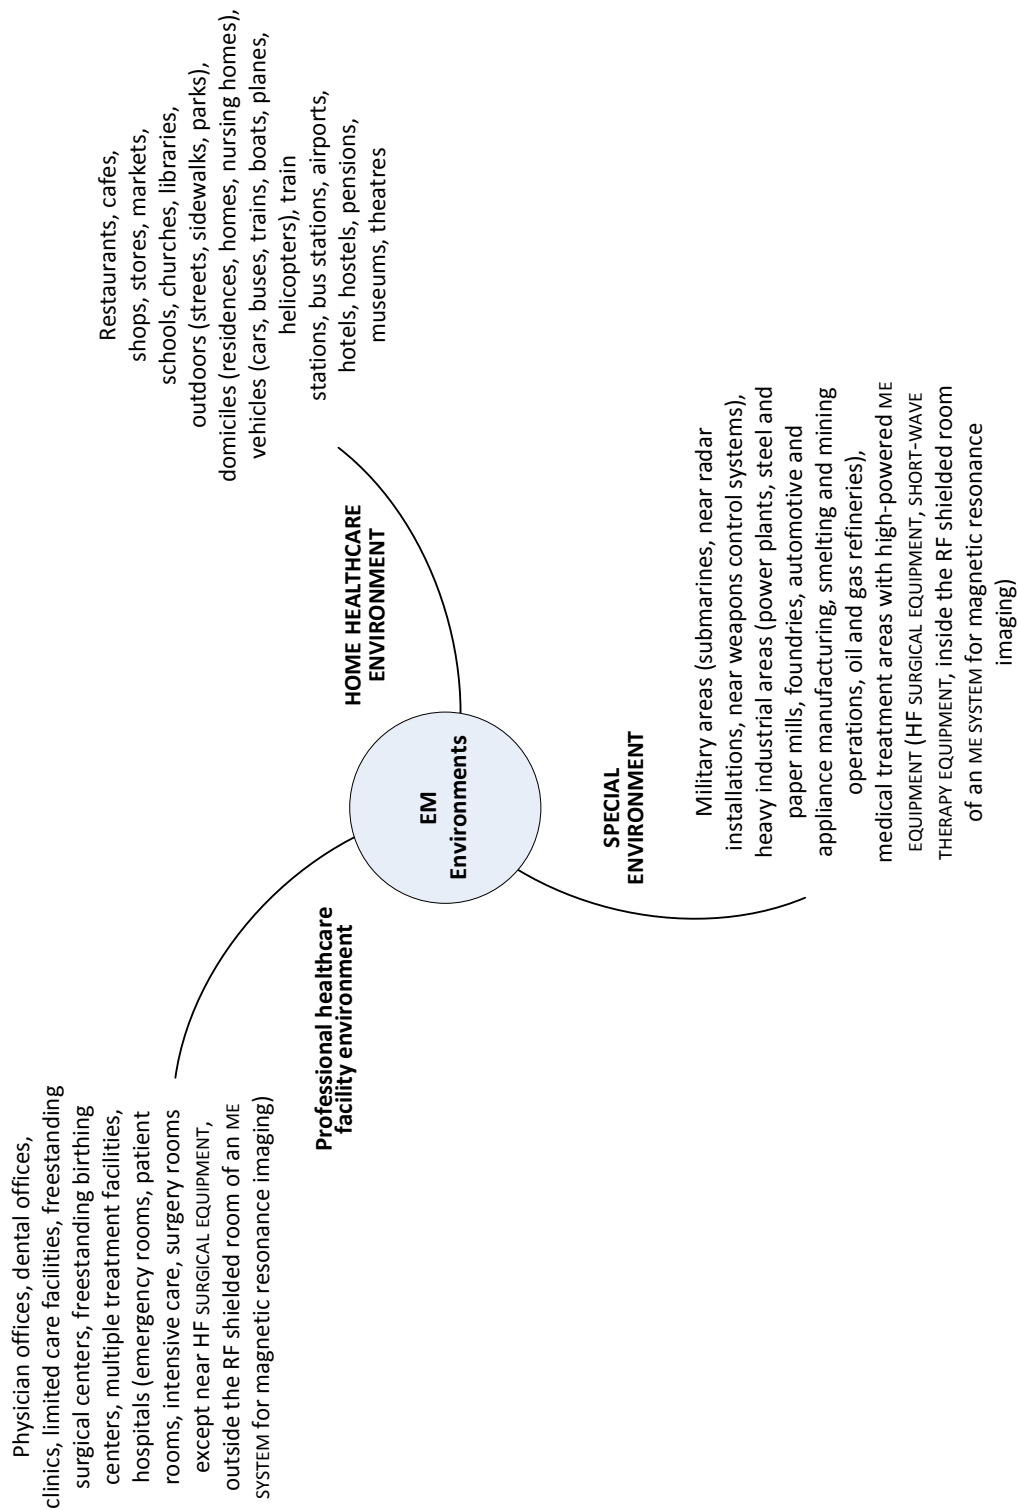 Physician offices, dental offices,
clinics, limited care facilities, freestanding
surgical centers, freestanding birthing
centers, multiple treatment facilities,
hospitals (emergency rooms, patient
rooms, intensive care, surgery rooms
except near HF SURGICAL EQUIPMENT,
outside the RF shielded room of an ME
SYSTEM for magnetic resonance imaging)
Professional healthcare
facility environment
EM
Environments
HOME HEALTHCARE
ENVIRONMENT
Restaurants, cafes,
shops, stores, markets,
schools, churches, libraries,
outdoors (streets, sidewalks, parks),
domiciles (residences, homes, nursing homes),
vehicles (cars, buses, trains, boats, planes,
helicopters), train
stations, bus stations, airports,
hotels, hostels, pensions,
museums, theatres
SPECIAL
ENVIRONMENT
Military areas (submarines, near radar
installations, near weapons control systems),
heavy industrial areas (power plants, steel and
paper mills, foundries, automotive and
appliance manufacturing, smelting and mining
operations, oil and gas refineries),
medical treatment areas with high-powered ME
EQUIPMENT (HF SURGICAL EQUIPMENT, SHORT-WAVE
THERAPY EQUIPMENT, inside the RF shielded room
of an ME SYSTEM for magnetic resonance
imaging)